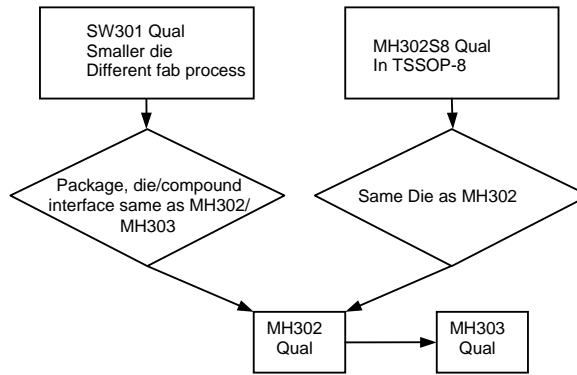 SW301 Qual
Smaller die
Different fab process
MH302S8 Qual
In TSSOP-8
Package, die/compound
interface same as MH302/
MH303
Same Die as MH302
MH302
Qual
MH303
Qual